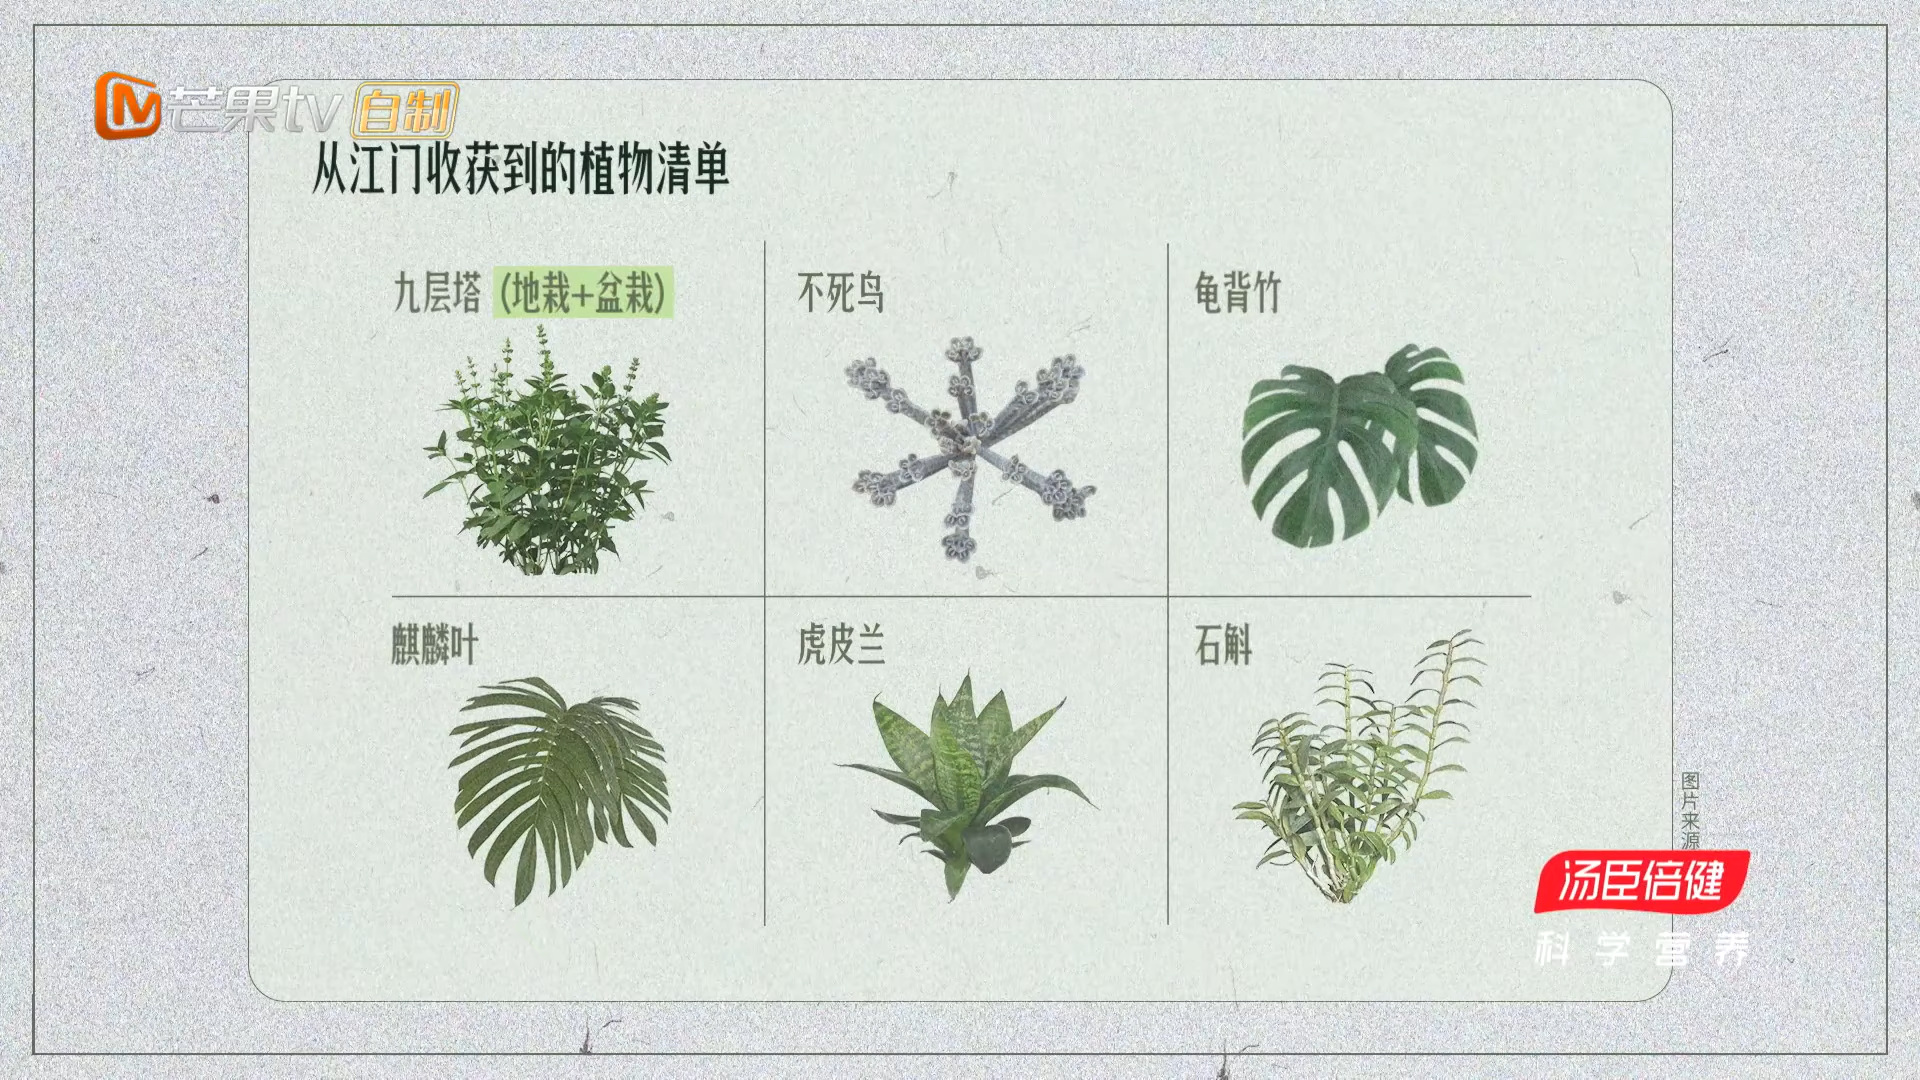 芒果tv 自制
从江门收获到的植物清单
九层塔 (地栽+盆栽)
不死鸟
龟背竹
麒麟叶
虎皮兰
石斛
图片来源
汤臣倍健
科学营养